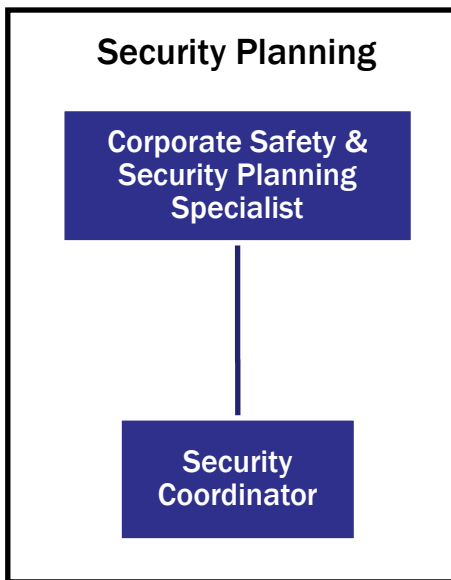 Security Planning
Corporate Safety &
Security Planning
Specialist
Security
Coordinator